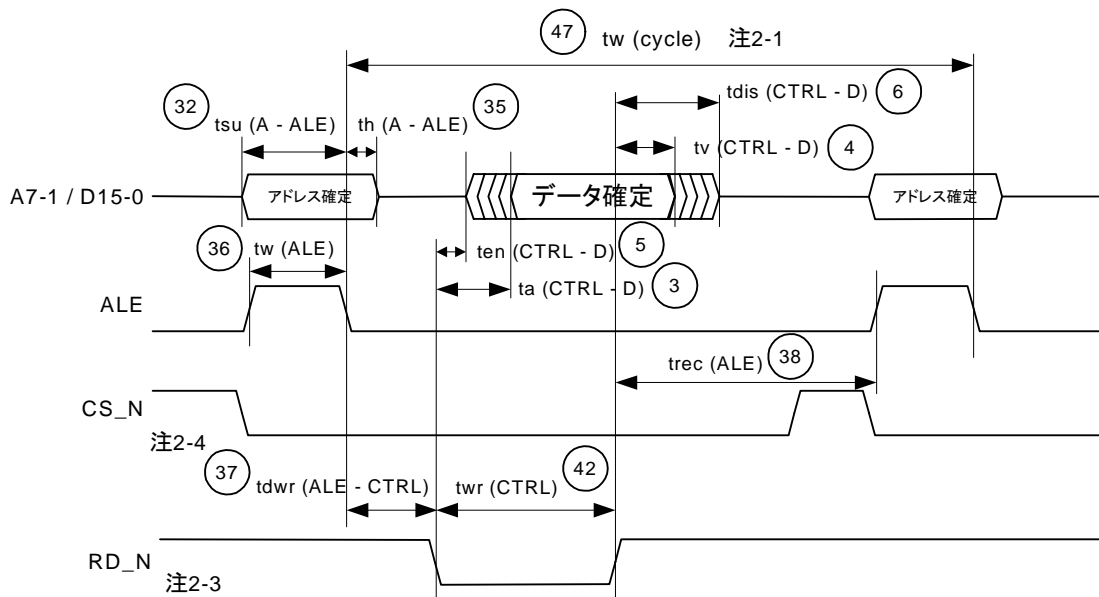 47 tw (cycle) 注2-1
tdis (CTRL - D) 6
32 tsu (A - ALE) th (A - ALE) 35
tv (CTRL - D) 4
A7-1 / D15-0 アドレス確定 データ確定 アドレス確定
36 tw (ALE) ten (CTRL - D) 5
ta (CTRL - D) 3
ALE
trec (ALE) 38
CS_N
注2-4
37 tdwr (ALE - CTRL) twr (CTRL) 42
RD_N
注2-3